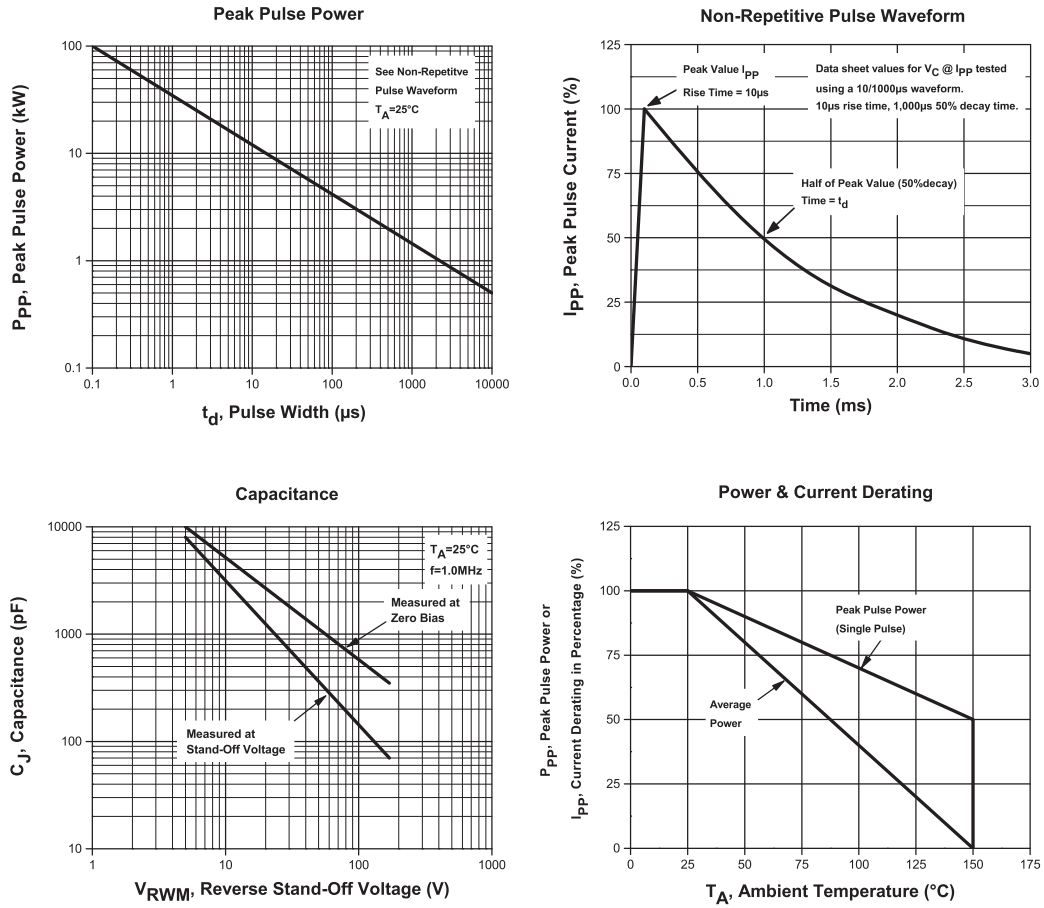 Peak Pulse Power
100
10
1
0.1
See Non-Repetitve
Pulse Waveform
TA=25°C
0.1 1 10 100 1000 10000
PPP, Peak Pulse Power (kW)
td, Pulse Width (µs)
Non-Repetitive Pulse Waveform
125
100
75
50
25
0
Peak Value IPP
Rise Time = 10µs
Data sheet values for VC @ IPP tested
using a 10/1000µs waveform.
10µs rise time, 1,000µs 50% decay time.
Half of Peak Value (50%decay)
Time = td
0.0 0.5 1.0 1.5 2.0 2.5 3.0
IPP, Peak Pulse Current (%)
Time (ms)
Capacitance
10000
1000
100
10
TA=25°C
f=1.0MHz
Measured at
Zero Bias
Measured at
Stand-Off Voltage
1 10 100 1000
CJ, Capacitance (pF)
VRWM, Reverse Stand-Off Voltage (V)
Power & Current Derating
125
100
75
50
25
0
Peak Pulse Power
(Single Pulse)
Average
Power
0 25 50 75 100 125 150 175
PPP, Peak Pulse Power or
IPP, Current Derating in Percentage (%)
TA, Ambient Temperature (°C)